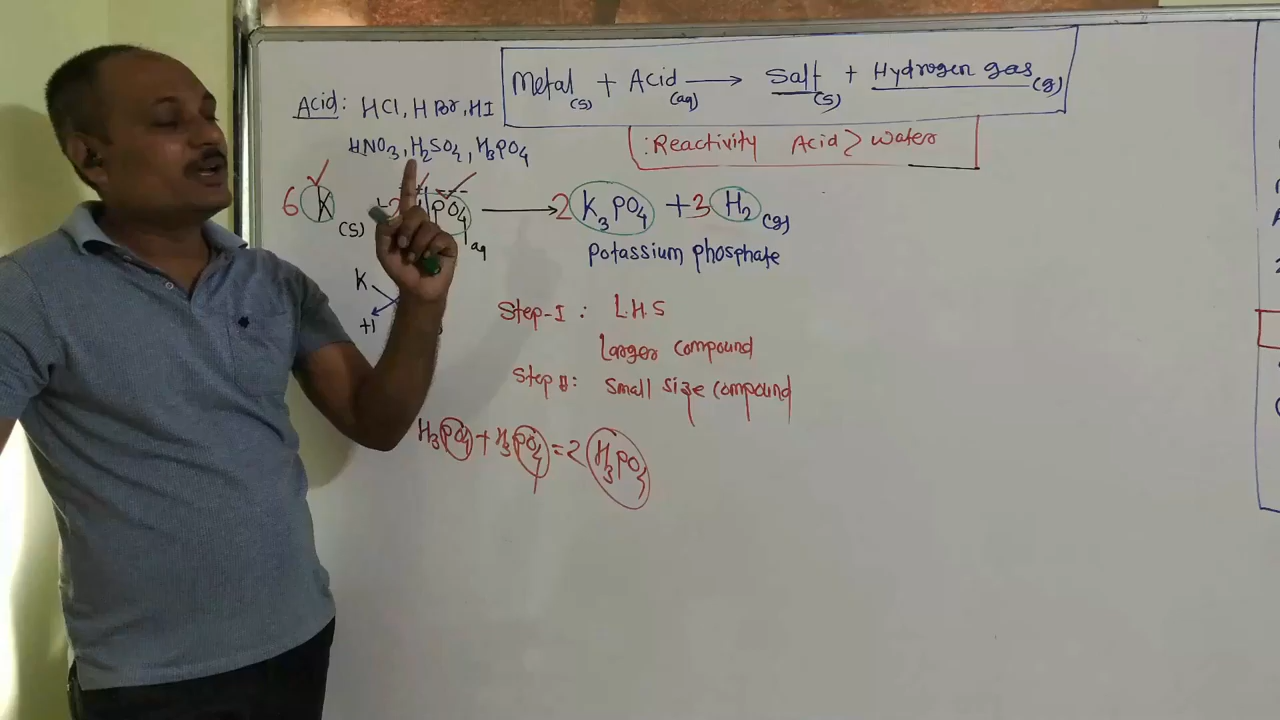 Metal(s) + Acid(aq) → Salt(s) + Hydrogen gas(g)
Acid : HCl, HBr, HI
HNO3, H2SO4, H3PO4
: Reactivity Acid > water
6 K(s) + 2 PO4 aq → 2 K3PO4 + 3 H2(g)
Potassium phosphate
K
+1
Step-I : L.H.S
Larger compound
Step II: Small size compound
H3PO4 + H3PO4 = 2 H3PO4